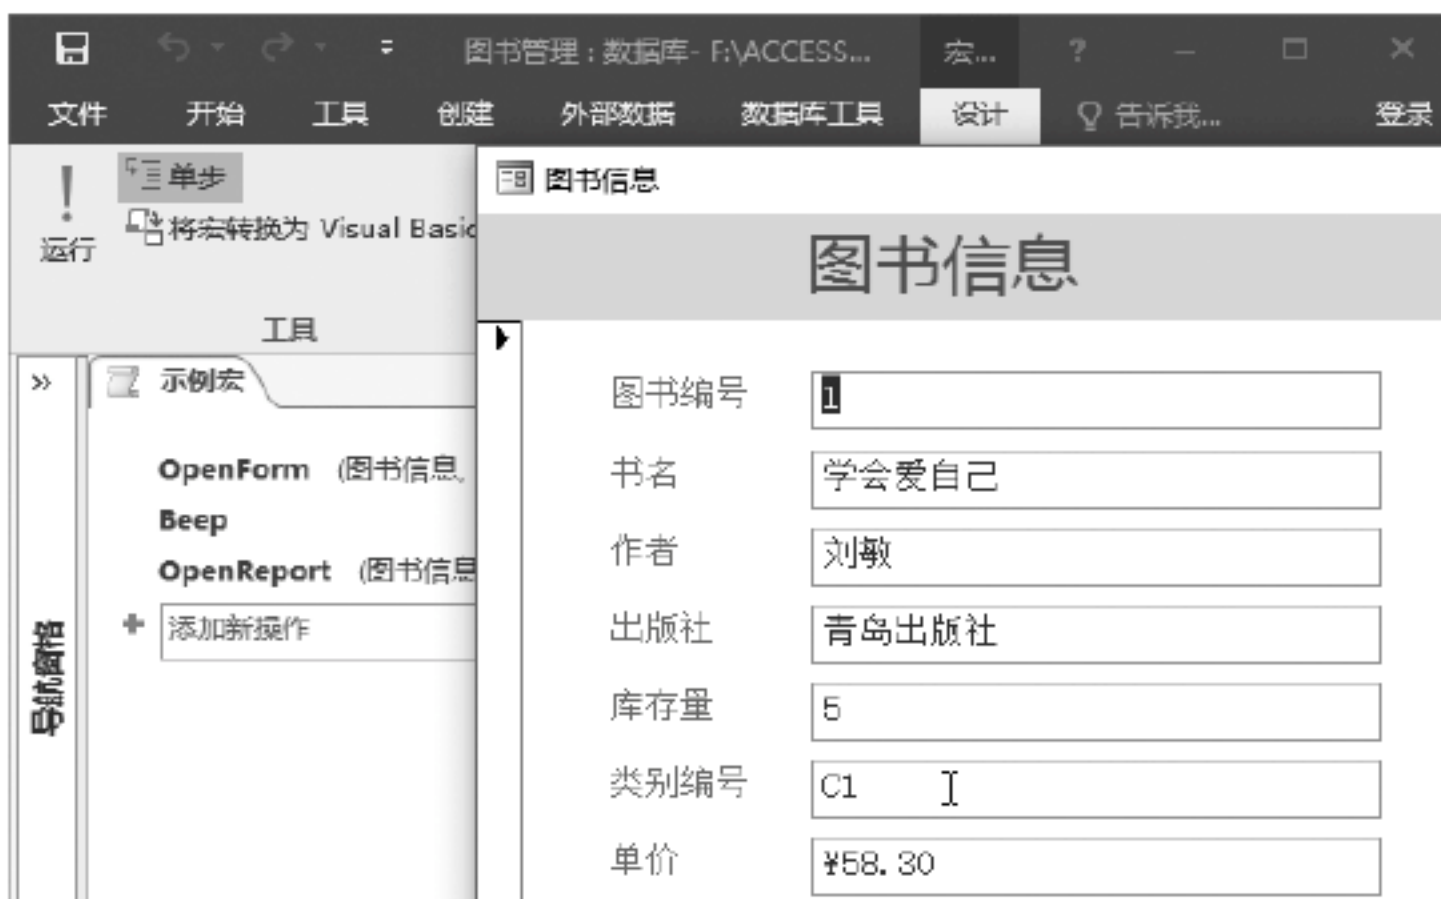 图书管理 : 数据库- F:\ACCESS... 宏... ?
文件 开始 工具 创建 外部数据 数据库工具 设计 告诉我... 登录
单步
将宏转换为 Visual Basic
运行
工具
图书信息
图书信息
» 示例宏
OpenForm (图书信息,
Beep
OpenReport (图书信息
添加新操作
导航窗格
图书编号 1
书名 学会爱自己
作者 刘敏
出版社 青岛出版社
库存量 5
类别编号 C1
单价 ¥58.30